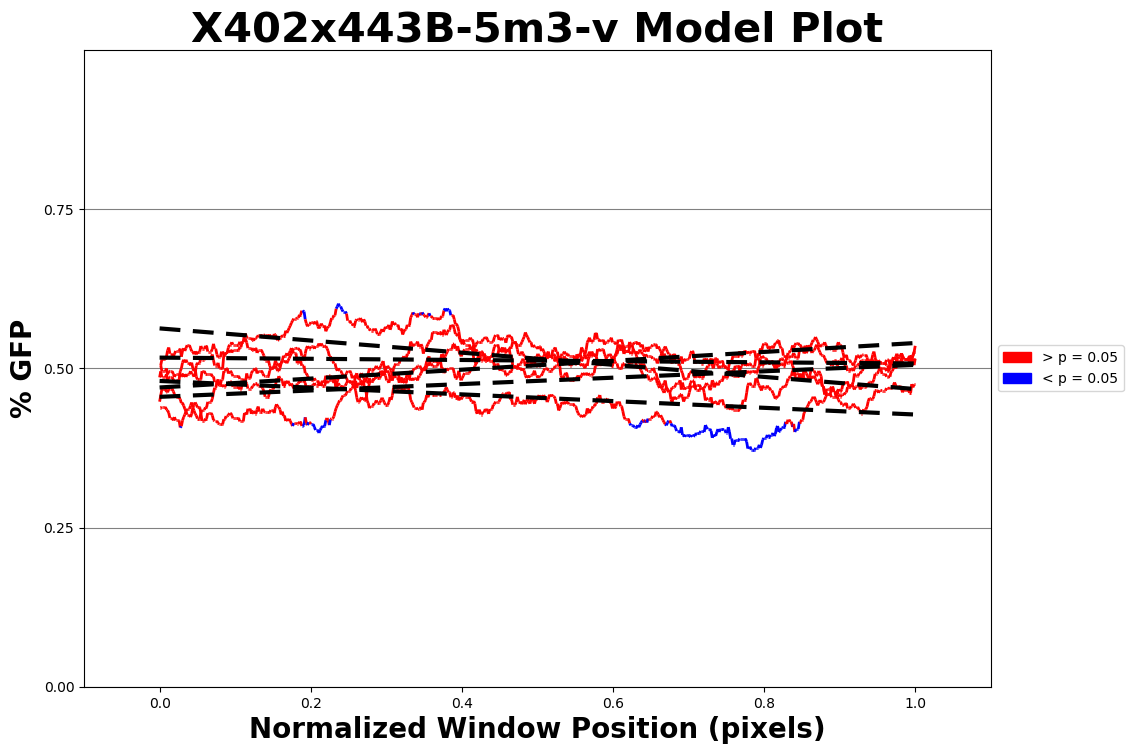 X402x443B-5m3-v Model Plot
% GFP
0.75
0.50
0.25
0.00
0.0 0.2 0.4 0.6 0.8 1.0
Normalized Window Position (pixels)
> p = 0.05
< p = 0.05